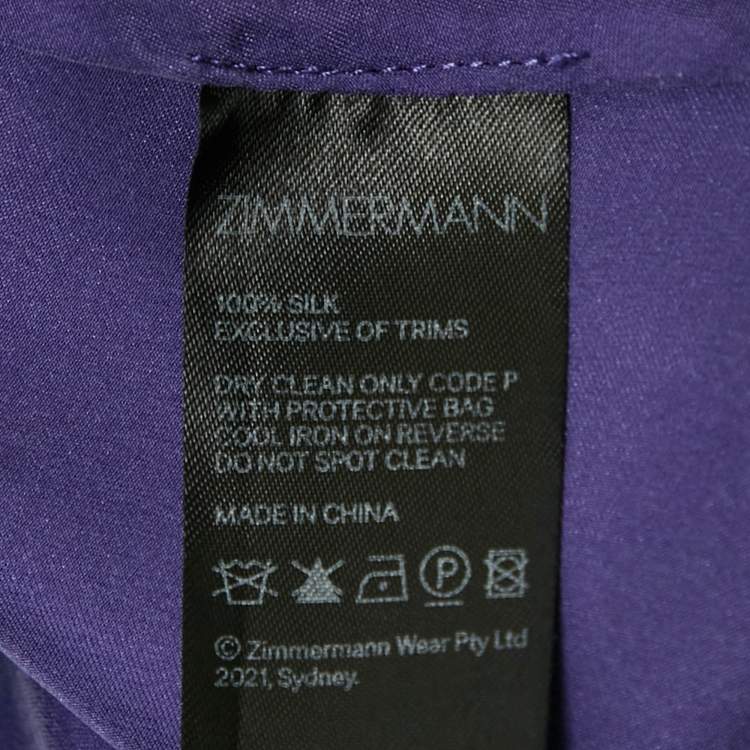 ZIMMERMANN
100% SILK
EXCLUSIVE OF TRIMS
DRY CLEAN ONLY CODE P
WITH PROTECTIVE BAG
COOL IRON ON REVERSE
DO NOT SPOT CLEAN
MADE IN CHINA
P
© Zimmermann Wear Pty Ltd
2021, Sydney.